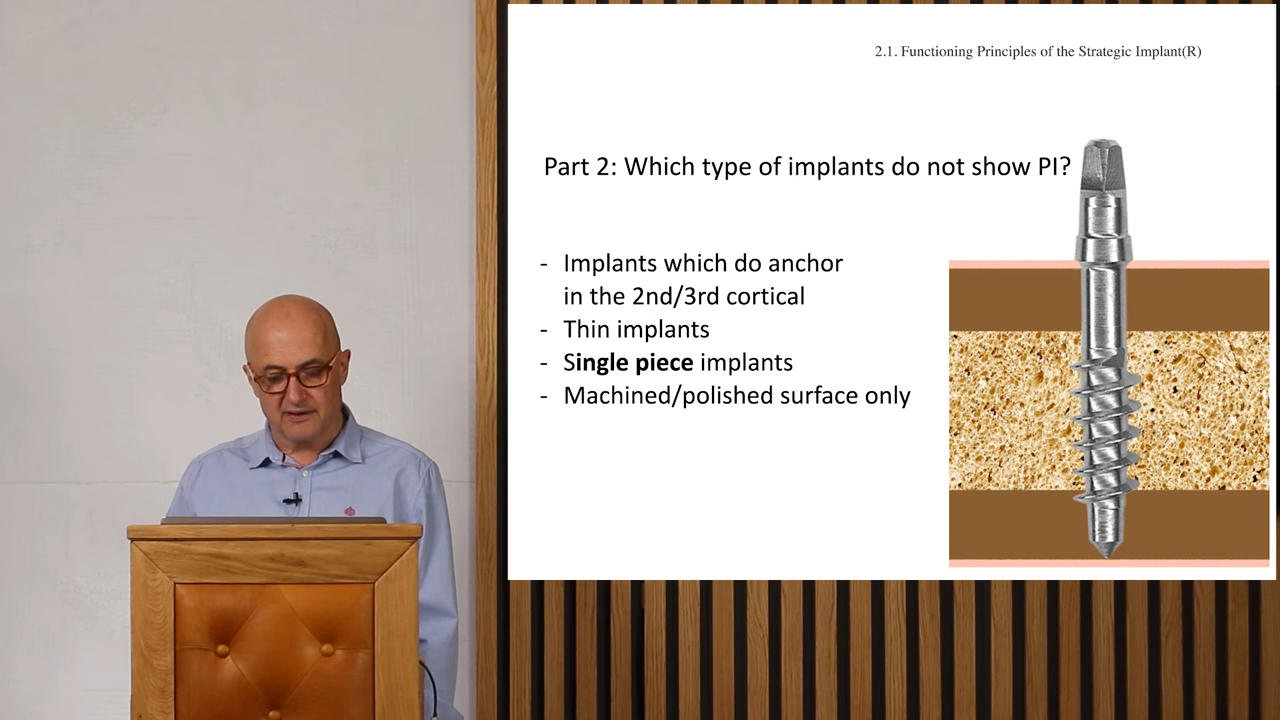 2.1. Functioning Principles of the Strategic Implant(R)
Part 2: Which type of implants do not show PI?
- Implants which do anchor
in the 2nd/3rd cortical
- Thin implants
- Single piece implants
- Machined/polished surface only